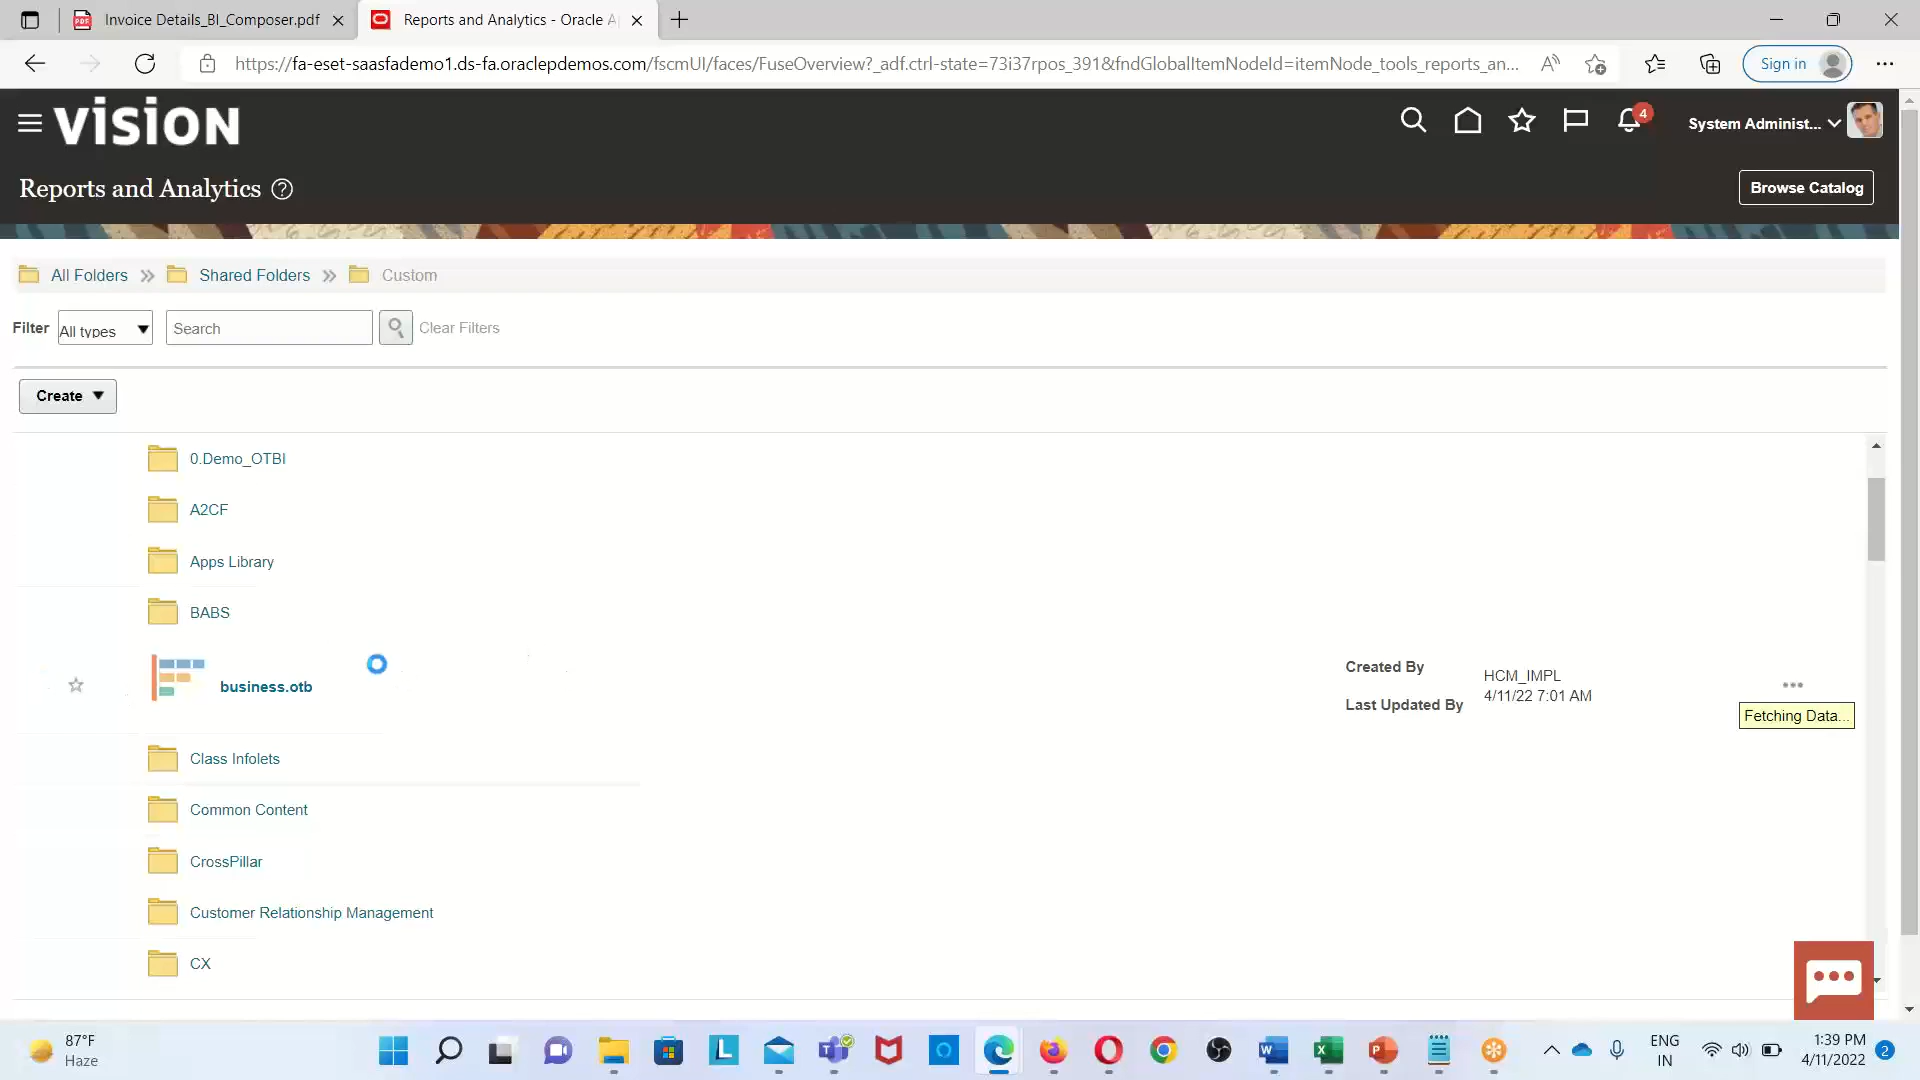 Invoice Details_BI_Composer.pdf
Reports and Analytics - Oracle A
https://fa-eset-saasfademo1.ds-fa.oraclepdemos.com/fscmUI/faces/FuseOverview?_adf.ctrl-state=73i37rpos_391&fndGlobalItemNodeId=itemNode_tools_reports_an...
Sign in
vision
4
System Administ...
Reports and Analytics
Browse Catalog
All Folders » Shared Folders » Custom
Filter All types Search Clear Filters
Create
0.Demo_OTBI
A2CF
Apps Library
BABS
business.otb
Created By
HCM_IMPL
4/11/22 7:01 AM
Last Updated By
Fetching Data...
Class Infolets
Common Content
CrossPillar
Customer Relationship Management
CX
87°F
Haze
ENG
IN
1:39 PM
4/11/2022
2